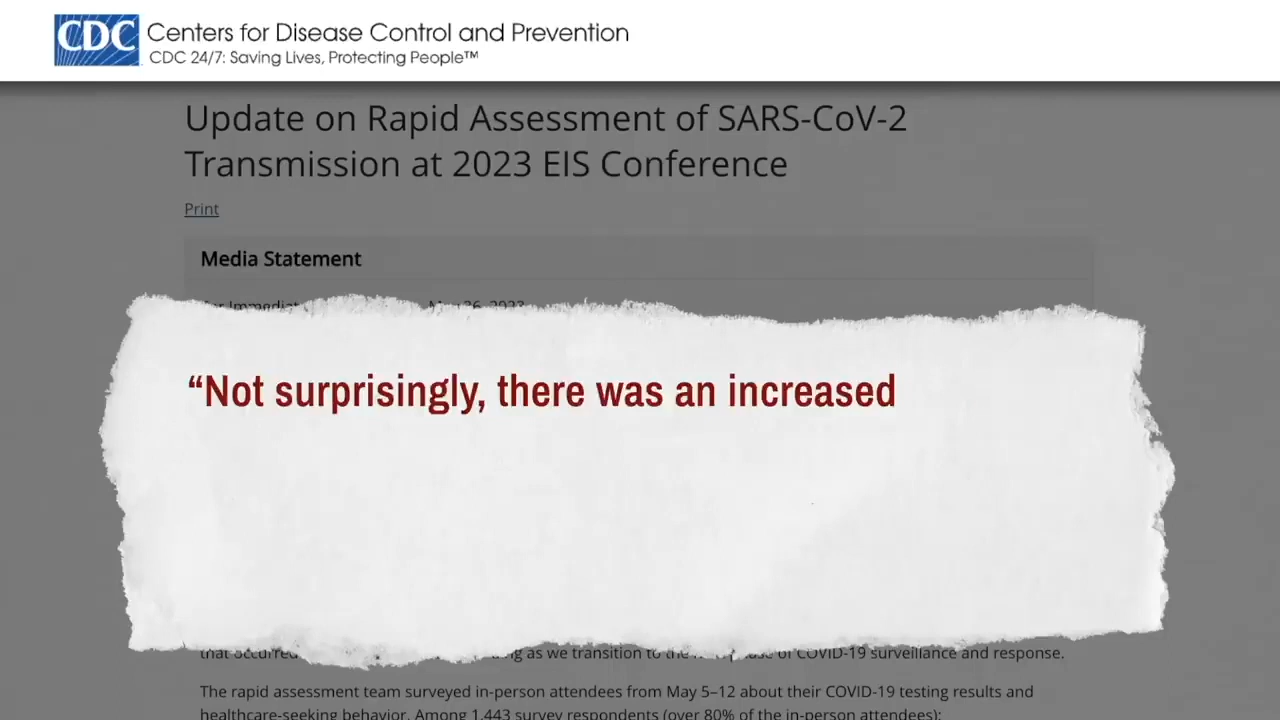 CDC Centers for Disease Control and Prevention
CDC 24/7: Saving Lives, Protecting People™
Update on Rapid Assessment of SARS-CoV-2
Transmission at 2023 EIS Conference
Print
Media Statement
“Not surprisingly, there was an increased
that occurred as we transition to the of COVID-19 surveillance and response.
The rapid assessment team surveyed in-person attendees from May 5–12 about their COVID-19 testing results and
healthcare-seeking behavior. Among 1,443 survey respondents (over 80% of the in-person attendees):